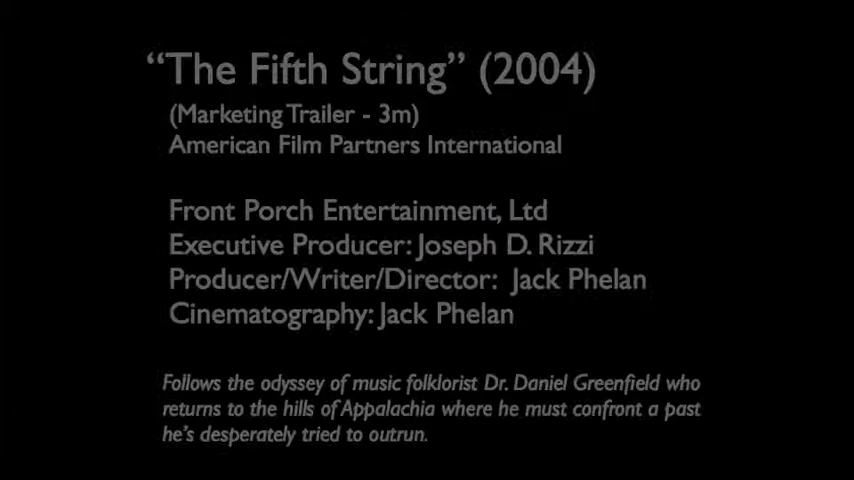 “The Fifth String” (2004)
(Marketing Trailer - 3m)
American Film Partners International
Front Porch Entertainment, Ltd
Executive Producer: Joseph D. Rizzi
Producer/Writer/Director: Jack Phelan
Cinematography: Jack Phelan
Follows the odyssey of music folklorist Dr. Daniel Greenfield who
returns to the hills of Appalachia where he must confront a past
he's desperately tried to outrun.